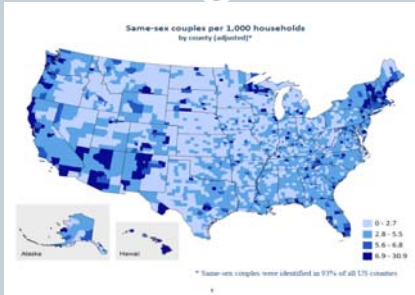 Same-sex couples per 1,000 households
by county (adjusted)*
0 - 2.7
2.8 - 5.5
5.6 - 6.8
6.9 - 30.9
Alaska
Hawaii
* Same-sex couples were identified in 93% of all US counties